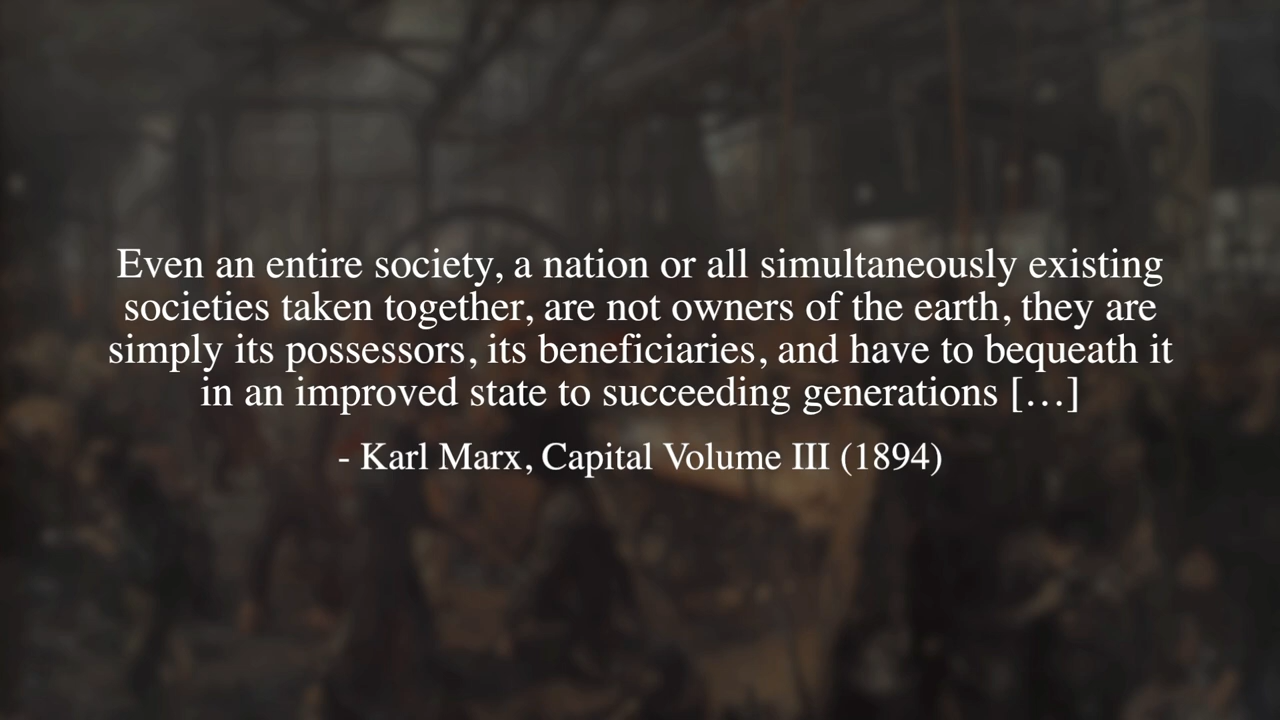 Even an entire society, a nation or all simultaneously existing
societies taken together, are not owners of the earth, they are
simply its possessors, its beneficiaries, and have to bequeath it
in an improved state to succeeding generations […]
- Karl Marx, Capital Volume III (1894)